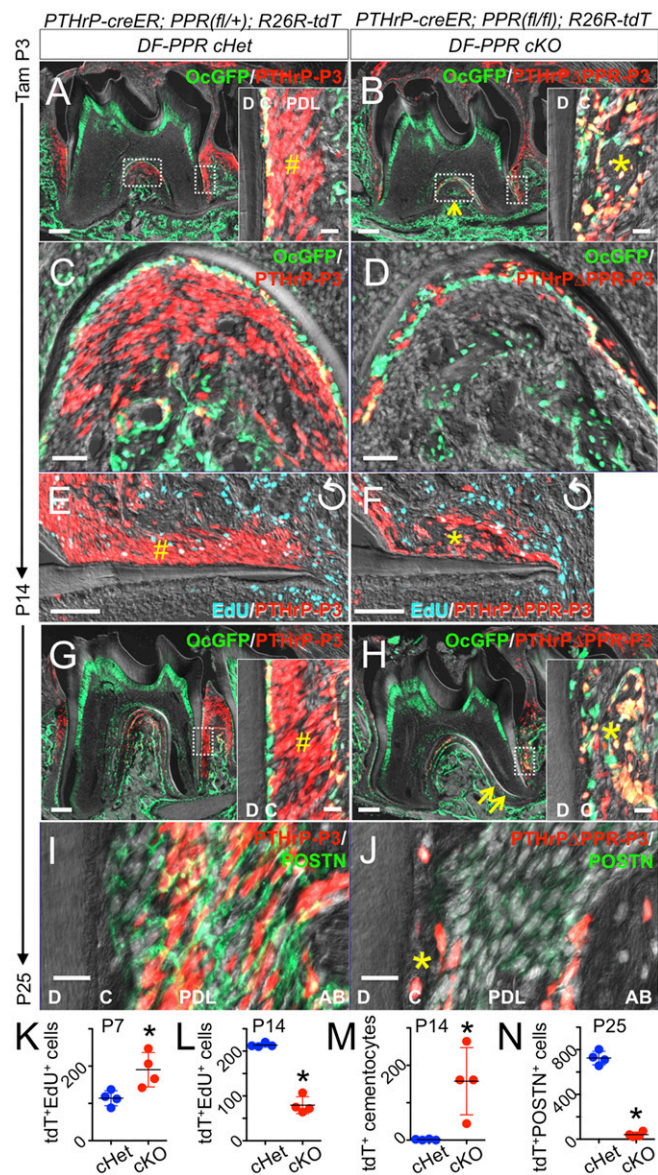 PTHrP-creER; PPR(fl/+); R26R-tdT
PTHrP-creER; PPR(fl/fl); R26R-tdT
DF-PPR cHet
DF-PPR cKO
Tam P3
P14
P25
A
OcGFP/PTHrP-P3
D C PDL
#
B
OcGFP/PTHrPΔPPR-P3
D C
*
C
OcGFP/
PTHrP-P3
D
OcGFP/
PTHrPΔPPR-P3
E
#
EdU/PTHrP-P3
F
*
EdU/PTHrPΔPPR-P3
G
OcGFP/PTHrP-P3
#
D C
H
OcGFP/PTHrPΔPPR-P3
*
D C
I
PTHrP-P3/
POSTN
D C PDL AB
J
PTHrPΔPPR-P3/
POSTN
*
D C PDL AB
K
P7
*
tdT+EdU+ cells
200
0
cHet
cKO
L
P14
*
tdT+EdU+ cells
200
100
0
cHet
cKO
M
P14
*
tdT+ cementocytes
200
0
cHet
cKO
N
P25
*
tdT+POSTN+ cells
800
400
0
cHet
cKO